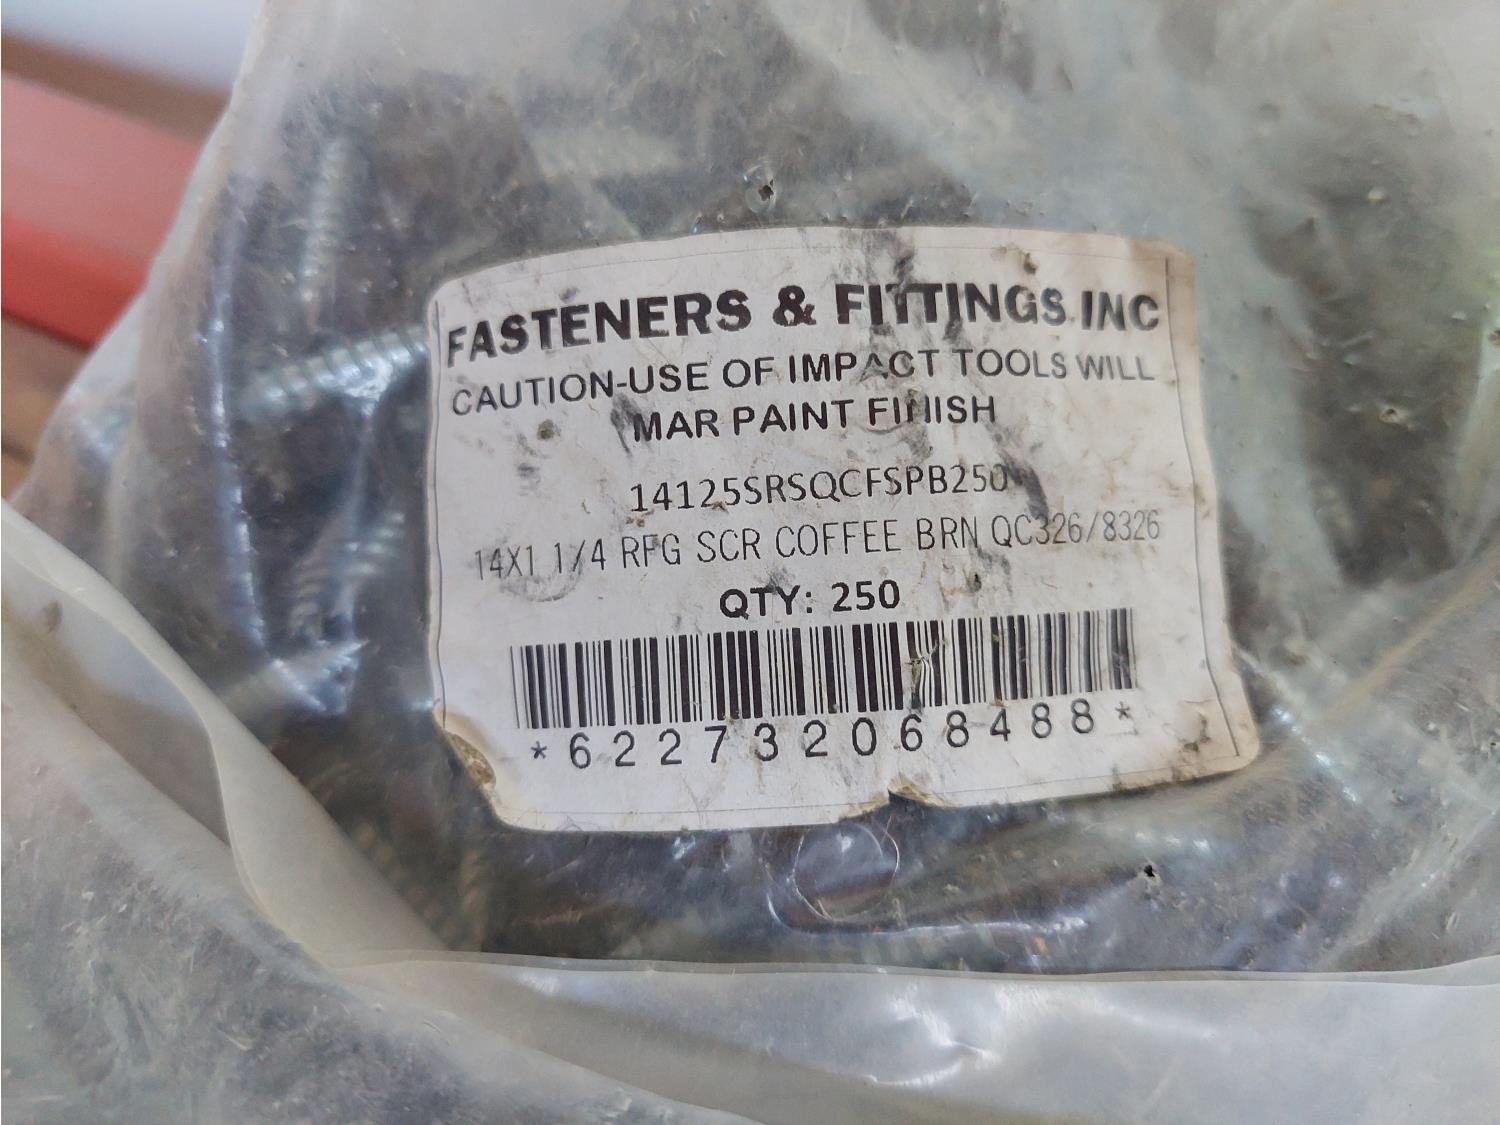 FASTENERS & FITTINGS INC
CAUTION-USE OF IMPACT TOOLS WILL
MAR PAINT FINISH
14125SRSQCFSPB250
14X1 1/4 RFG SCR COFFEE BRN QC326/8326
QTY: 250
*622732068488*